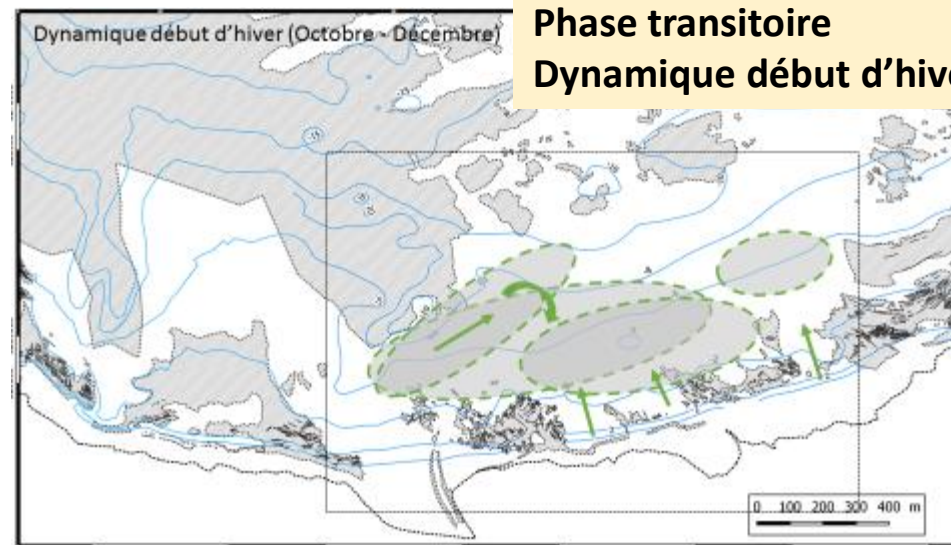 Dynamique début d'hiver (Octobre - Décembre)
Phase transitoire
Dynamique début d'hive
0 100 200 300 400 m